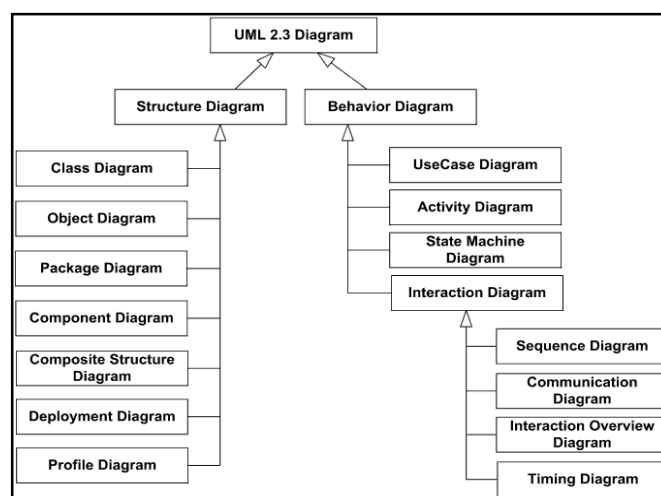 UML 2.3 Diagram
Structure Diagram
Behavior Diagram
Class Diagram
Object Diagram
Package Diagram
Component Diagram
Composite Structure
Diagram
Deployment Diagram
Profile Diagram
UseCase Diagram
Activity Diagram
State Machine
Diagram
Interaction Diagram
Sequence Diagram
Communication
Diagram
Interaction Overview
Diagram
Timing Diagram